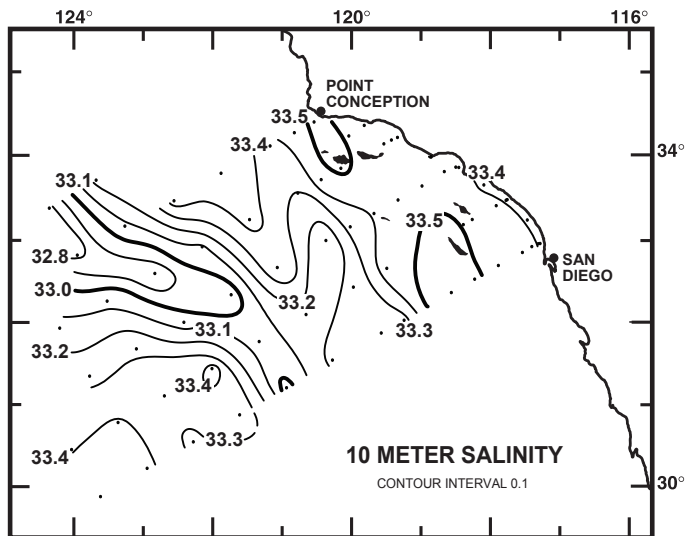 124° 120° 116°
POINT
CONCEPTION
33.5
33.4
34°
33.4
33.1
33.5
32.8
SAN
DIEGO
33.0
33.2
33.1
33.3
33.2
33.4
33.3
33.4
10 METER SALINITY
CONTOUR INTERVAL 0.1
30°